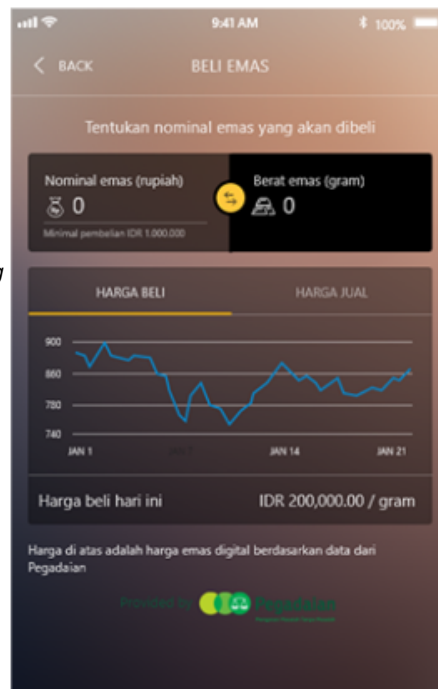 9:41 AM 100%
BACK BELI EMAS
Tentukan nominal emas yang akan dibeli
Nominal emas (rupiah) Berat emas (gram)
0 0
Minimal pembelian IDR 1.000.000
HARGA BELI HARGA JUAL
900
860
780
740
JAN 1 JAN 14 JAN 21
Harga beli hari ini IDR 200,000.00 / gram
Harga di atas adalah harga emas digital berdasarkan data dari
Pegadaian
Provided by Pegadaian